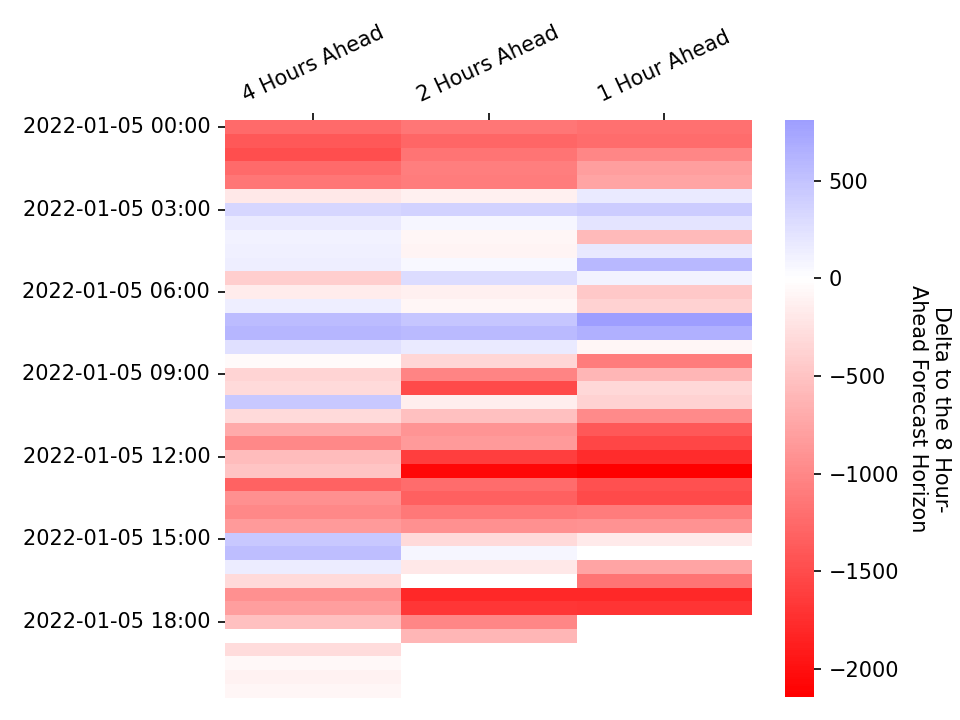 4 Hours Ahead
2 Hours Ahead
1 Hour Ahead
2022-01-05 00:00
2022-01-05 03:00
2022-01-05 06:00
2022-01-05 09:00
2022-01-05 12:00
2022-01-05 15:00
2022-01-05 18:00
500
0
−500
−1000
−1500
−2000
Delta to the 8 Hour-
Ahead Forecast Horizon